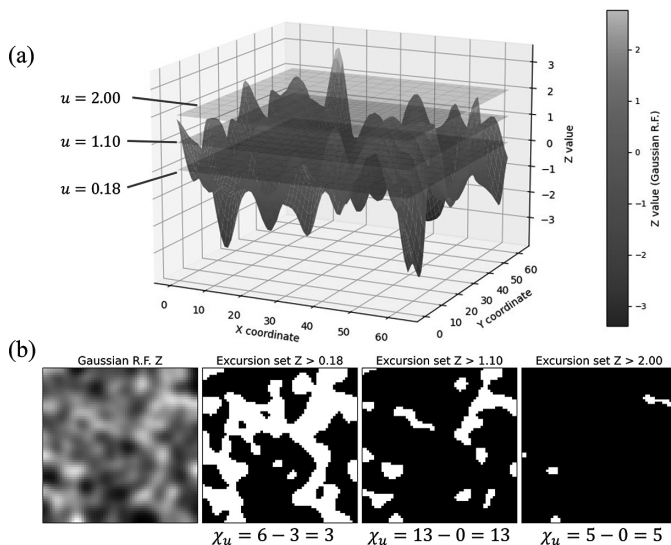 (a)
u = 2.00
u = 1.10
u = 0.18
3
2
1
0
−1
−2
−3
Z value
0
10
20
30
40
50
60
X coordinate
0
10
20
30
40
50
60
Y coordinate
2
1
0
−1
−2
−3
Z value (Gaussian R.F.)
(b)
Gaussian R.F. Z
Excursion set Z > 0.18
Excursion set Z > 1.10
Excursion set Z > 2.00
χᵤ = 6 − 3 = 3
χᵤ = 13 − 0 = 13
χᵤ = 5 − 0 = 5